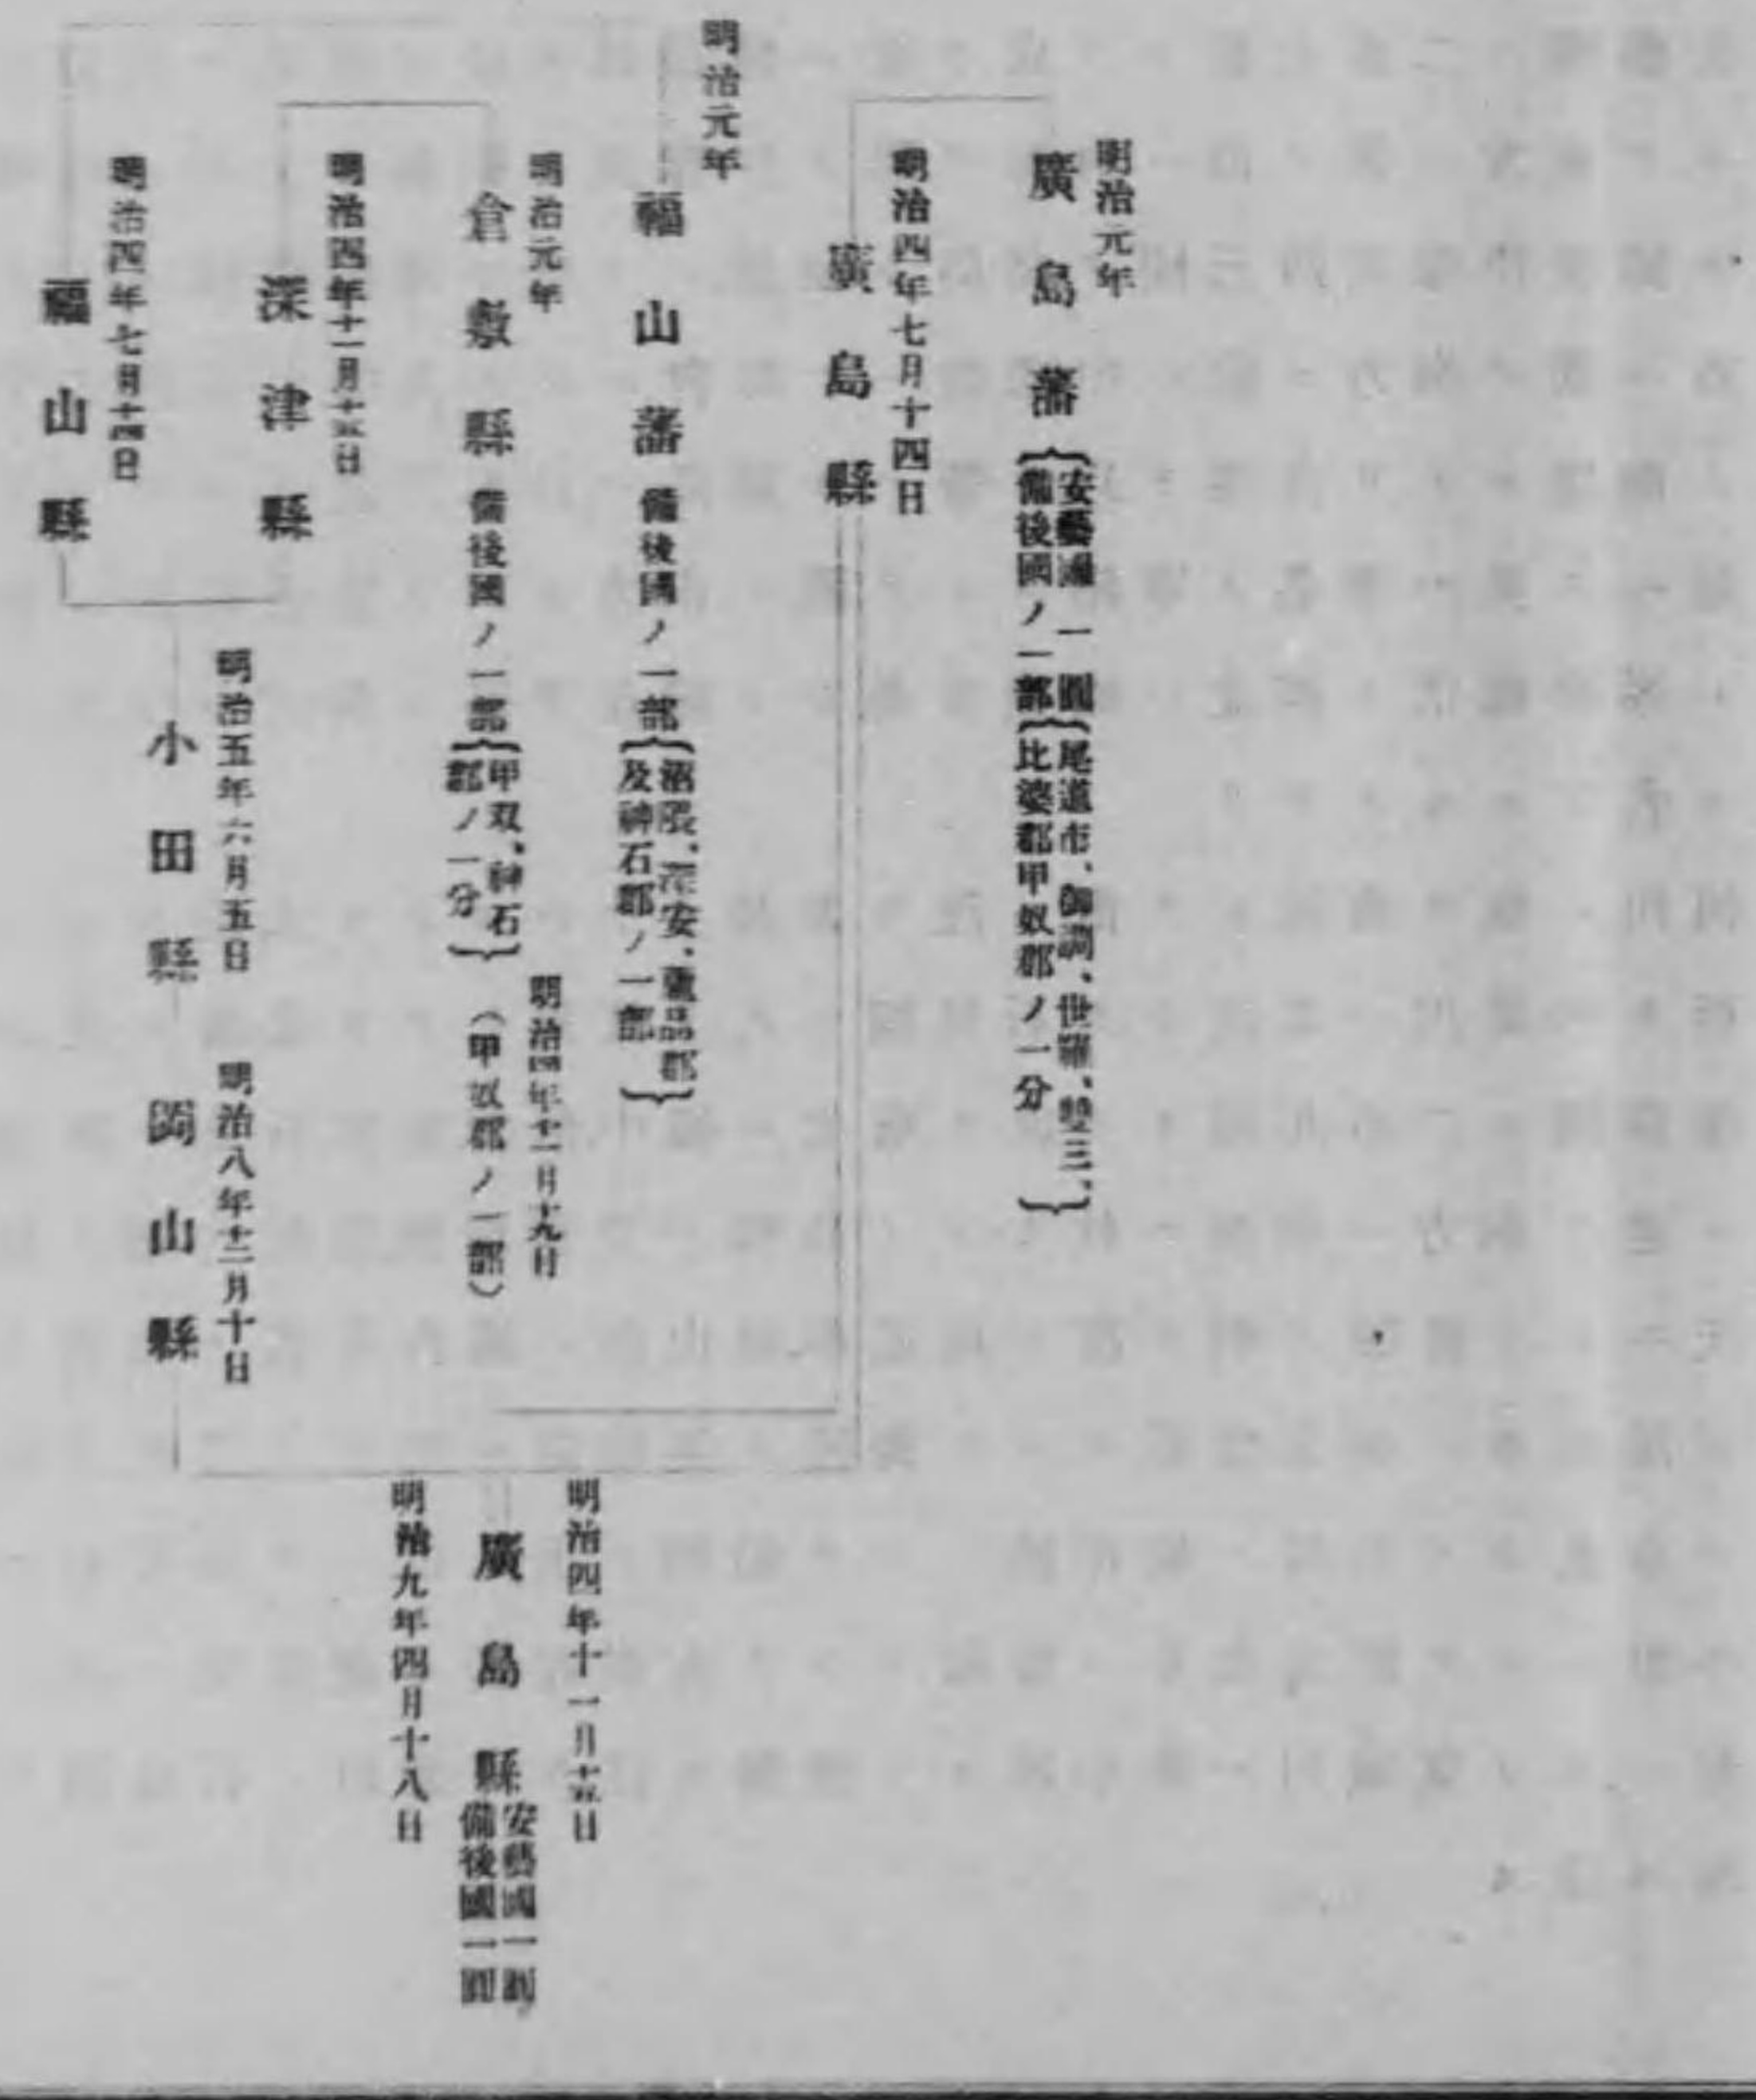 明治元年
廣島藩
安藝國一圓
備後國ノ一部
尾道市、御調、世羅、雙三、
比婆郡甲奴郡ノ一分
明治四年七月十四日
廣島縣
明治元年
福山藩
備後國ノ一部
沼隈、深安、蘆品郡
及神石郡ノ一部
明治元年
倉敷縣
備後國ノ一部
甲双、神石
郡ノ一分
明治四年十一月十九日
(甲奴郡ノ一部)
明治四年十一月十五日
深津縣
明治四年七月十四日
福山縣
明治五年六月五日
小田縣
明治八年十二月十日
岡山縣
明治四年十一月十五日
廣島縣
安藝國一圓
備後國一圓
明治九年四月十八日